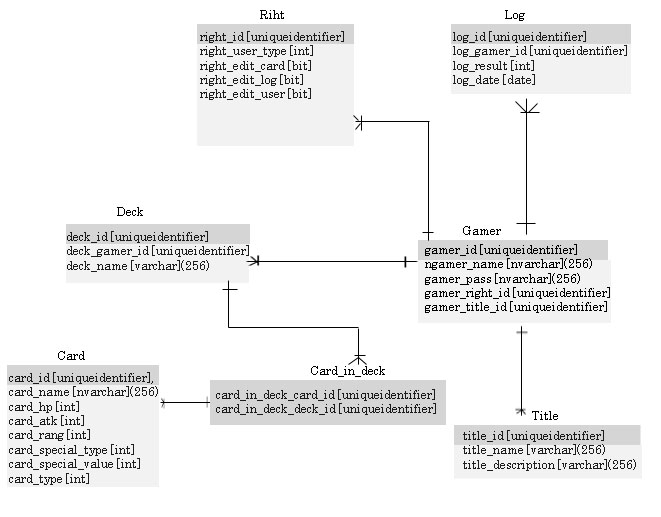 Riht
right_id [uniqueidentifier]
right_user_type [int]
right_edit_card [bit]
right_edit_log [bit]
right_edit_user [bit]
Log
log_id [uniqueidentifier]
log_gamer_id [uniqueidentifier]
log_result [int]
log_date [date]
Deck
deck_id [uniqueidentifier]
deck_gamer_id [uniqueidentifier]
deck_name [varchar](256)
Gamer
gamer_id [uniqueidentifier]
ngamer_name [nvarchar](256)
gamer_pass [nvarchar](256)
gamer_right_id [uniqueidentifier]
gamer_title_id [uniqueidentifier]
Card
card_id [uniqueidentifier],
card_name [nvarchar](256)
card_hp [int]
card_atk [int]
card_rang [int]
card_special_type [int]
card_special_value [int]
card_type [int]
Card_in_deck
card_in_deck_card_id [uniqueidentifier]
card_in_deck_deck_id [uniqueidentifier]
Title
title_id [uniqueidentifier]
title_name [varchar](256)
title_description [varchar](256)